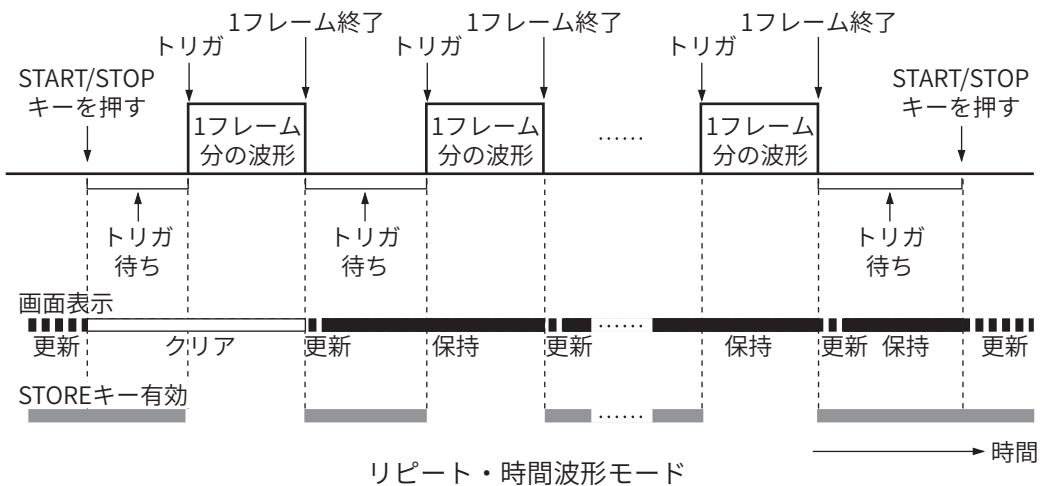 1フレーム終了
1フレーム終了
1フレーム終了
トリガ
トリガ
トリガ
START/STOP
キーを押す
START/STOP
キーを押す
1フレーム
分の波形
1フレーム
分の波形
……
1フレーム
分の波形
トリガ
待ち
トリガ
待ち
トリガ
待ち
画面表示
……
更新 クリア 更新 保持 更新 保持 更新 保持 更新
STOREキー有効
……
時間
リピート・時間波形モード